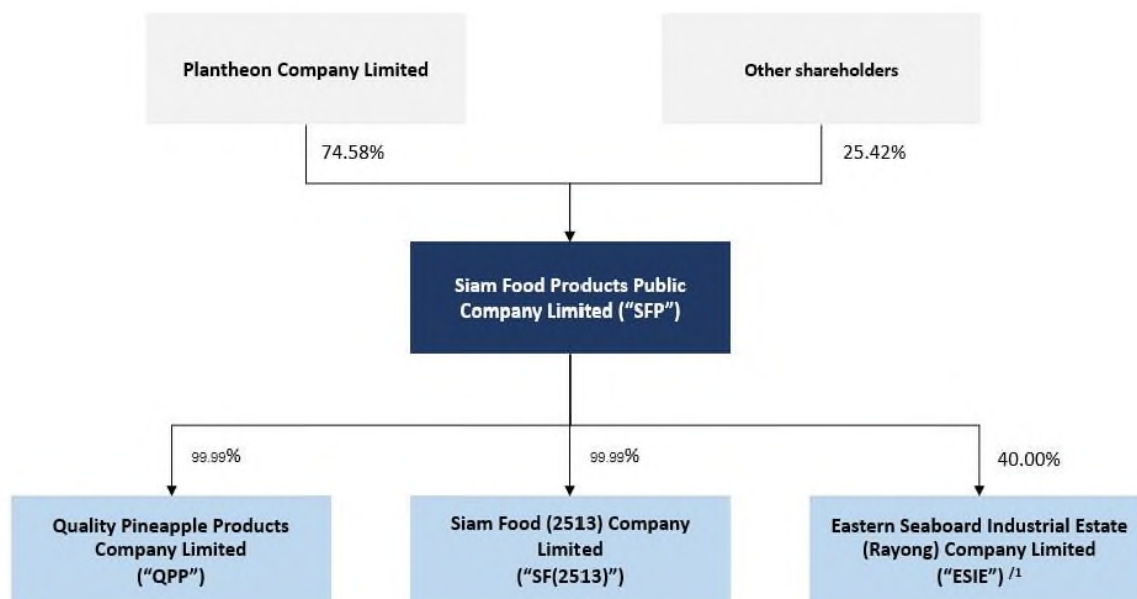 Plantheon Company Limited
Other shareholders
74.58%
25.42%
Siam Food Products Public
Company Limited (“SFP”)
99.99%
99.99%
40.00%
Quality Pineapple Products
Company Limited
(“QPP”)
Siam Food (2513) Company
Limited
(“SF(2513)”)
Eastern Seaboard Industrial Estate
(Rayong) Company Limited
(“ESIE”) /1